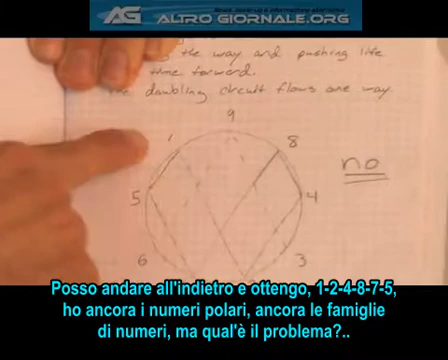 AG ALTRO GIORNALE.ORG
the way and pushing life
time forward.
the doubling circuit flows one way.
9
8
no
5
4
6
3
Posso andare all'indietro e ottengo, 1-2-4-8-7-5,
ho ancora i numeri polari, ancora le famiglie
di numeri, ma qual'è il problema?..